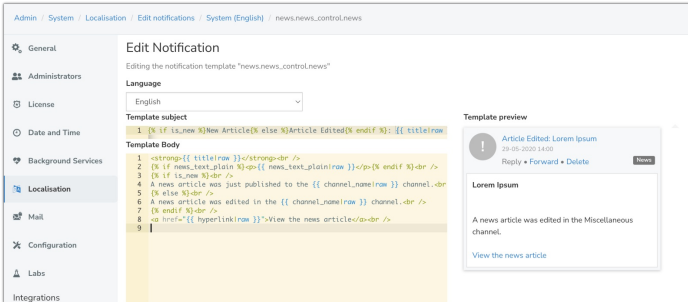 Admin / System / Localisation / Edit notifications / System (English) / news.news_control.news
General
Administrators
License
Date and Time
Background Services
Localisation
Mail
Configuration
Labs
Integrations
Edit Notification
Editing the notification template "news.news_control.news"
Language
English
Template subject
1 {% if is_new %}New Article{% else %}Article Edited{% endif %}: {{ title|raw
Template Body
1 <strong>{{ title|raw }}</strong><br />
2 {% if news_text_plain %}<p>{{ news_text_plain|raw }}</p>{% endif %}<br />
3 {% if is_new %}<br />
4 A news article was just published to the {{ channel_name|raw }} channel.<br
5 {% else %}<br />
6 A news article was edited in the {{ channel_name|raw }} channel.<br />
7 {% endif %}<br />
8 <a href="{{ hyperlink|raw }}">View the news article</a><br />
9
Template preview
!
Article Edited: Lorem Ipsum
29-05-2020 14:00
Reply • Forward • Delete
News
Lorem Ipsum
A news article was edited in the Miscellaneous
channel.
View the news article